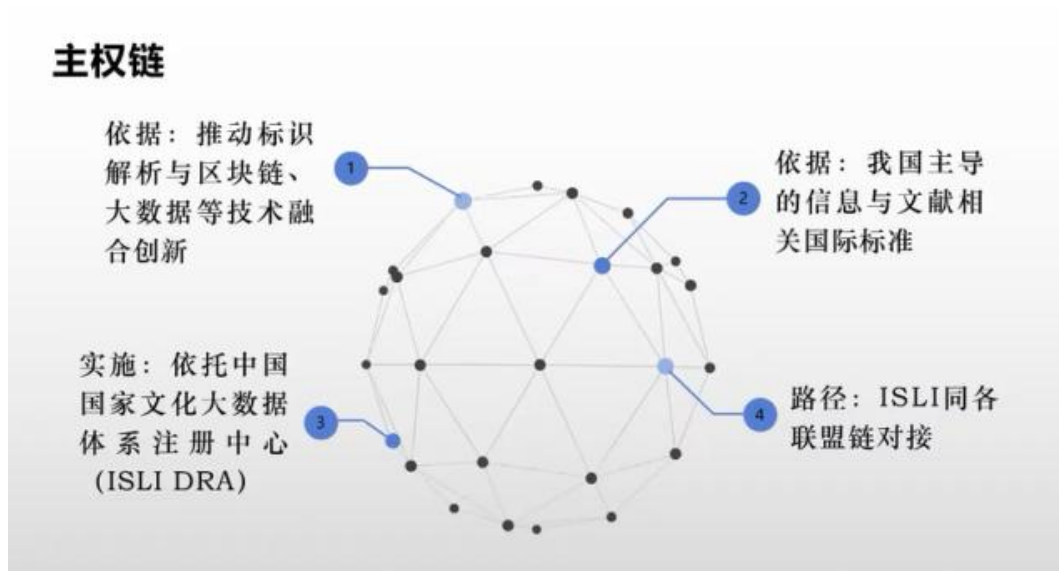 主权链
依据：推动标识
解析与区块链、
大数据等技术融
合创新
1
2
依据：我国主导
的信息与文献相
关国际标准
实施：依托中国
国家文化大数据
体系注册中心
(ISLI DRA)
3
4
路径：ISLI同各
联盟链对接